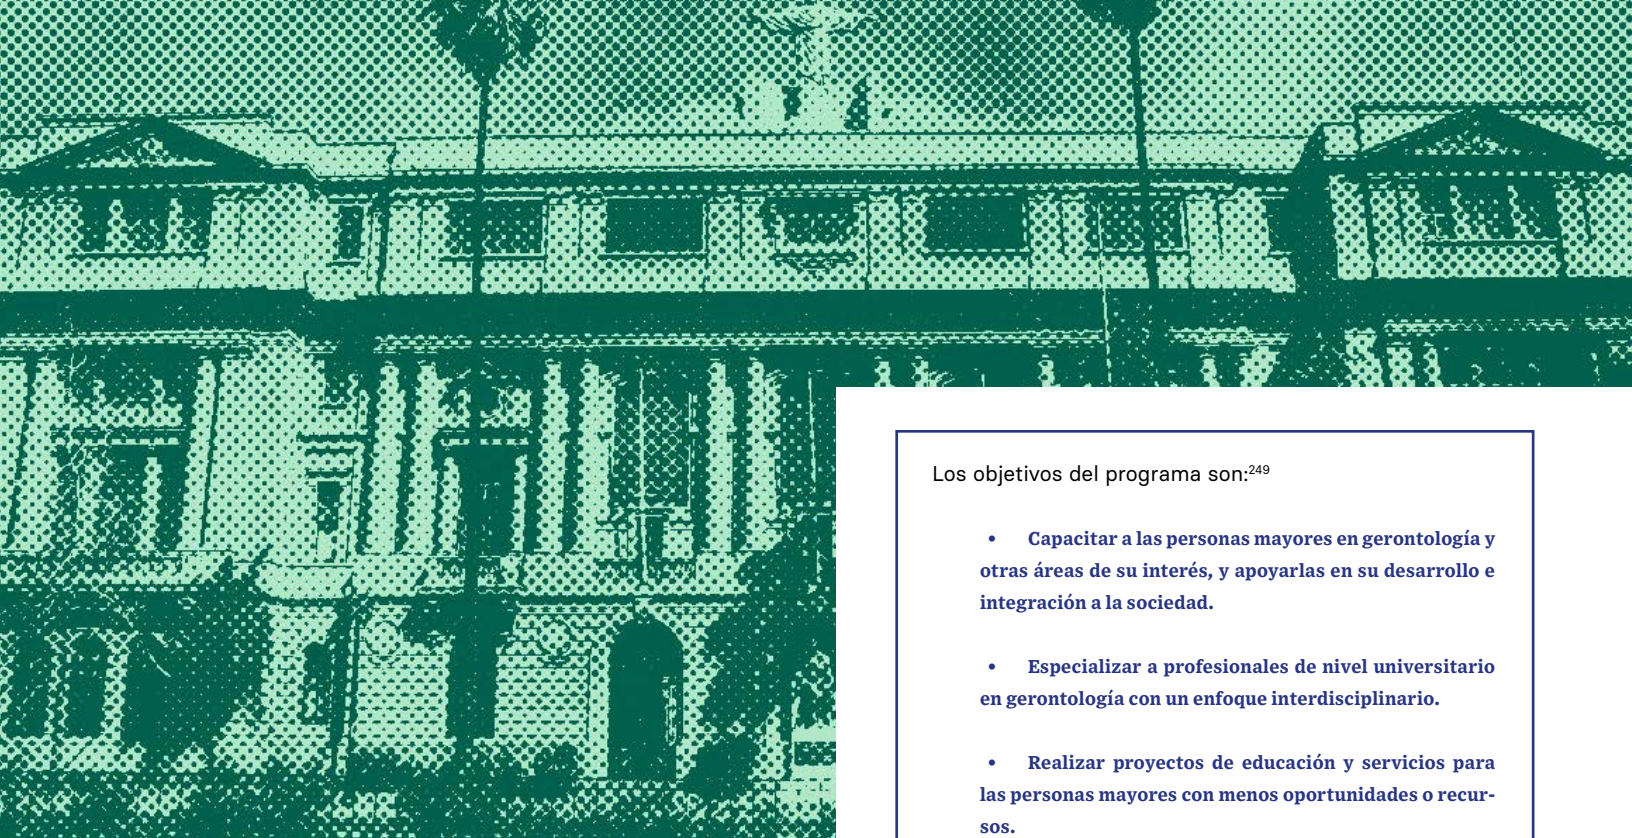 Los objetivos del programa son:249
• Capacitar a las personas mayores en gerontología y
otras áreas de su interés, y apoyarlas en su desarrollo e
integración a la sociedad.
• Especializar a profesionales de nivel universitario
en gerontología con un enfoque interdisciplinario.
• Realizar proyectos de educación y servicios para
las personas mayores con menos oportunidades o recur-
sos.